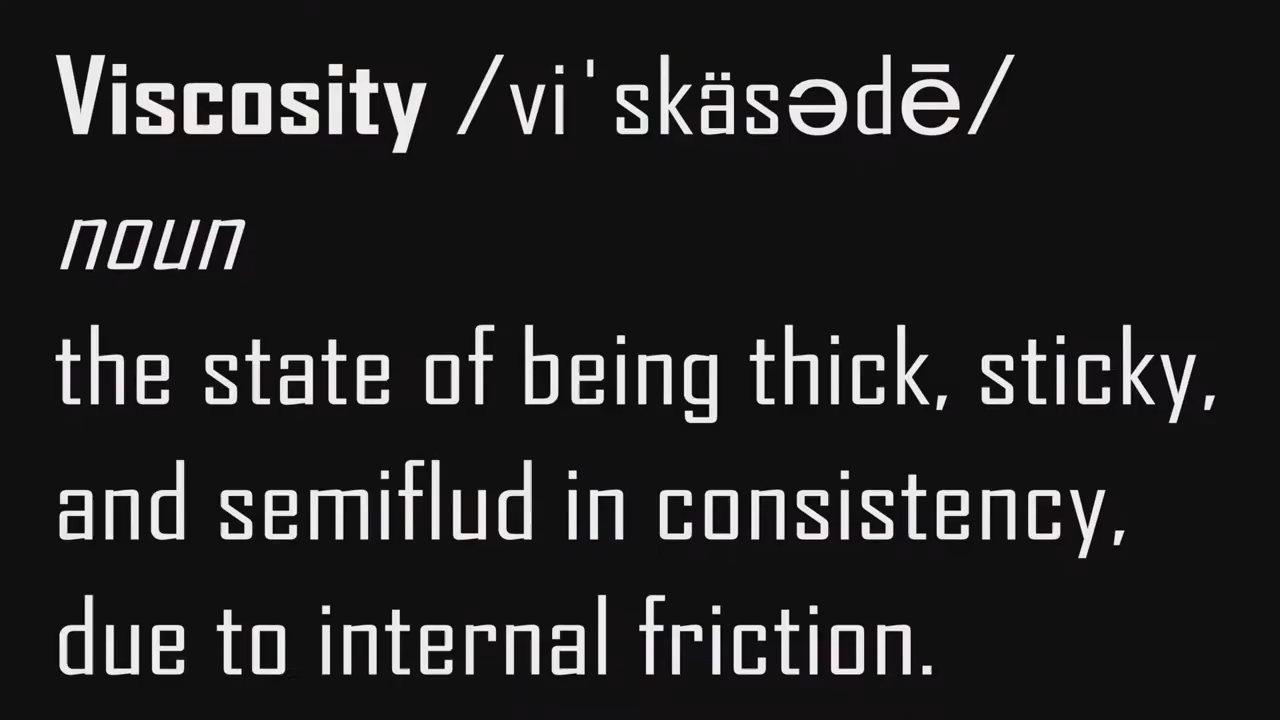 Viscosity /viˈskäsədē/
noun
the state of being thick, sticky,
and semiflud in consistency,
due to internal friction.